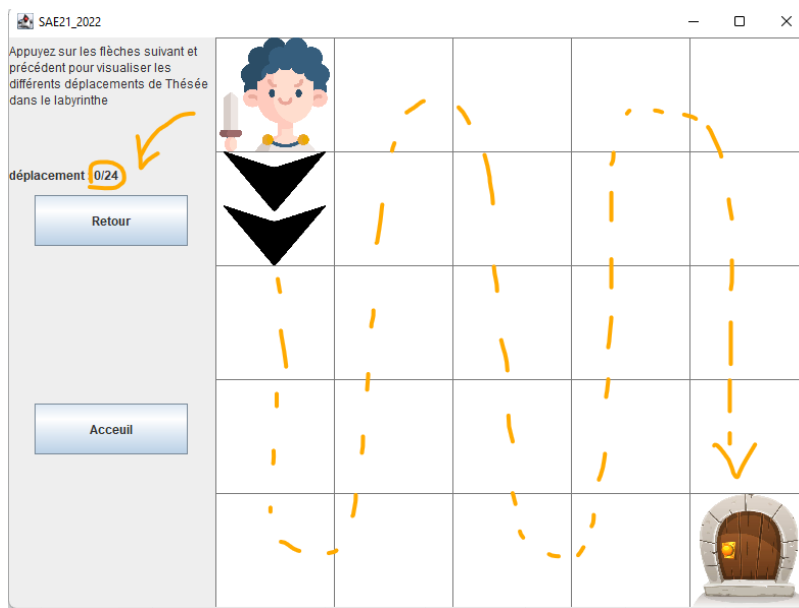 SAE21_2022
Appuyez sur les flèches suivant et
précédent pour visualiser les
différents déplacements de Thésée
dans le labyrinthe
déplacement : 0/24
Retour
Acceuil